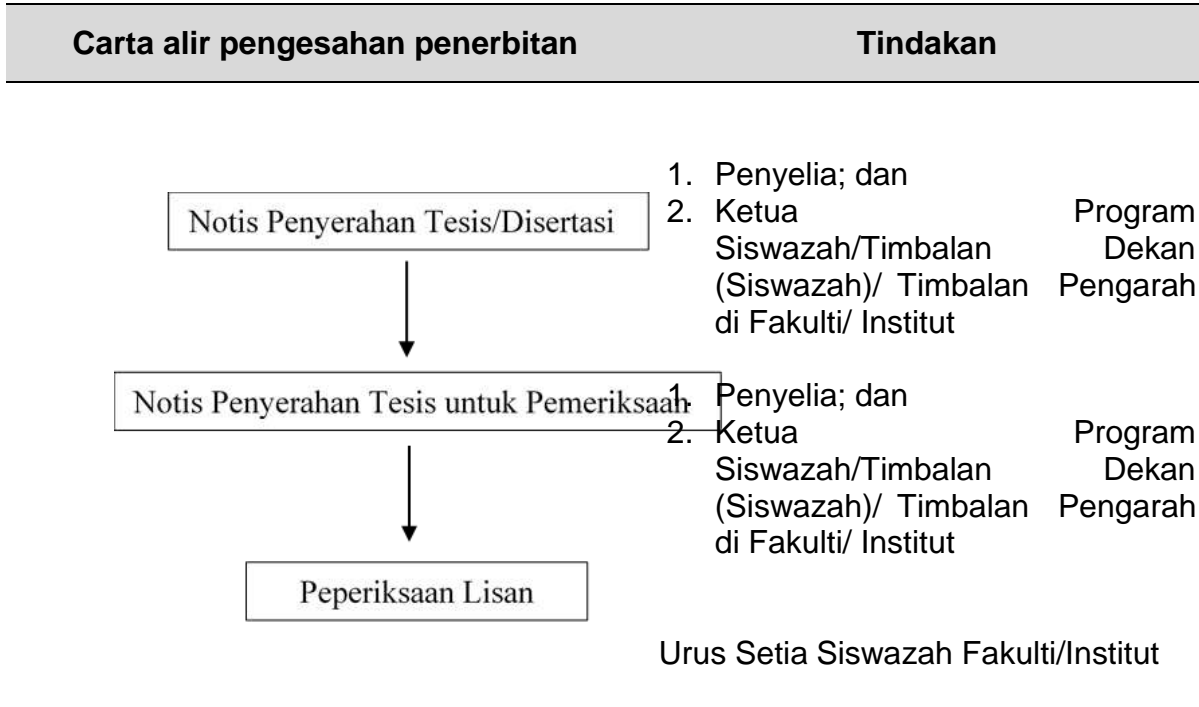 Carta alir pengesahan penerbitan
Tindakan
Notis Penyerahan Tesis/Disertasi
1. Penyelia; dan
2. Ketua Program
Siswazah/Timbalan Dekan
(Siswazah)/ Timbalan Pengarah
di Fakulti/ Institut
Notis Penyerahan Tesis untuk Pemeriksaan
1. Penyelia; dan
2. Ketua Program
Siswazah/Timbalan Dekan
(Siswazah)/ Timbalan Pengarah
di Fakulti/ Institut
Peperiksaan Lisan
Urus Setia Siswazah Fakulti/Institut